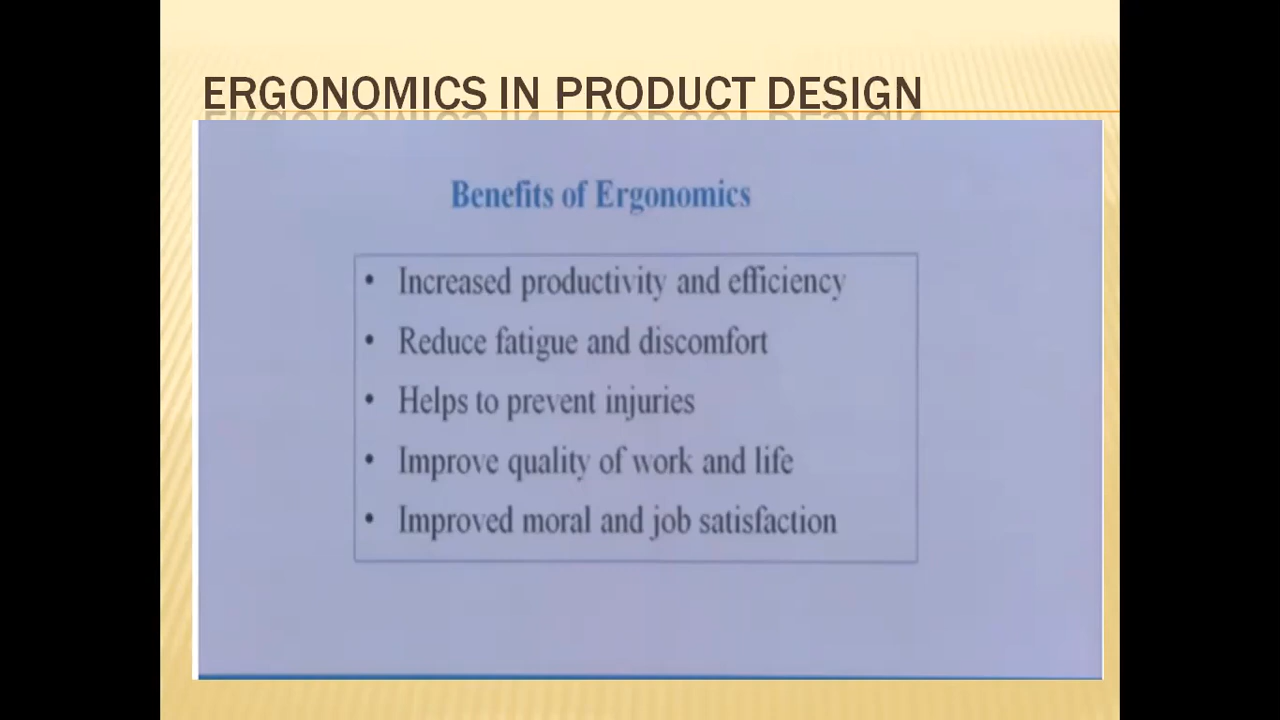 ERGONOMICS IN PRODUCT DESIGN
Benefits of Ergonomics
• Increased productivity and efficiency
• Reduce fatigue and discomfort
• Helps to prevent injuries
• Improve quality of work and life
• Improved moral and job satisfaction